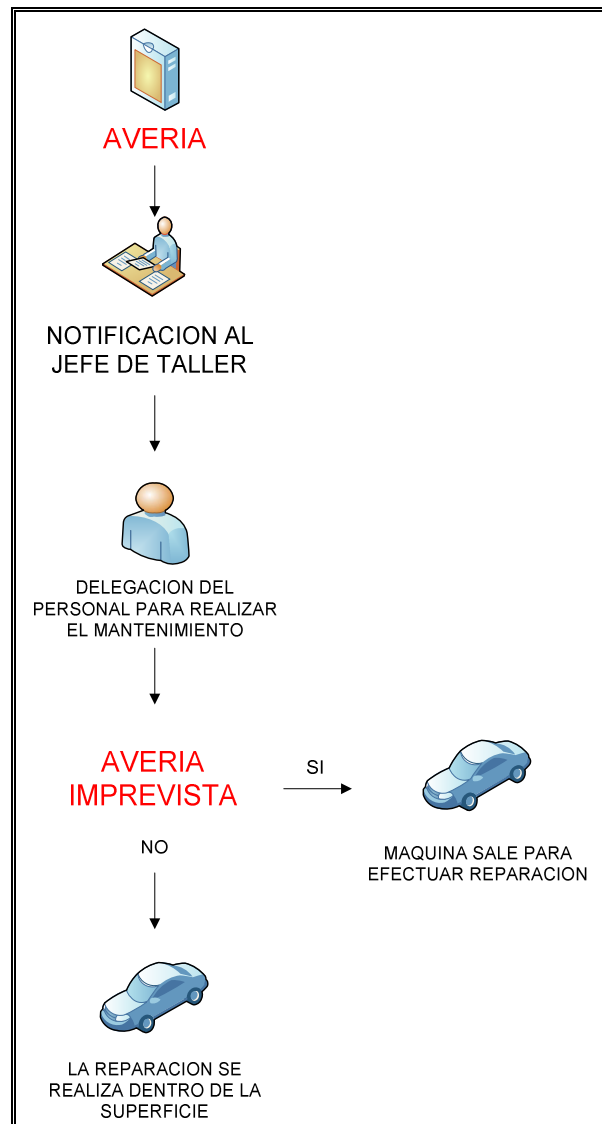 AVERIA
NOTIFICACION AL
JEFE DE TALLER
DELEGACION DEL
PERSONAL PARA REALIZAR
EL MANTENIMIENTO
AVERIA
IMPREVISTA
SI
MAQUINA SALE PARA
EFECTUAR REPARACION
NO
LA REPARACION SE
REALIZA DENTRO DE LA
SUPERFICIE